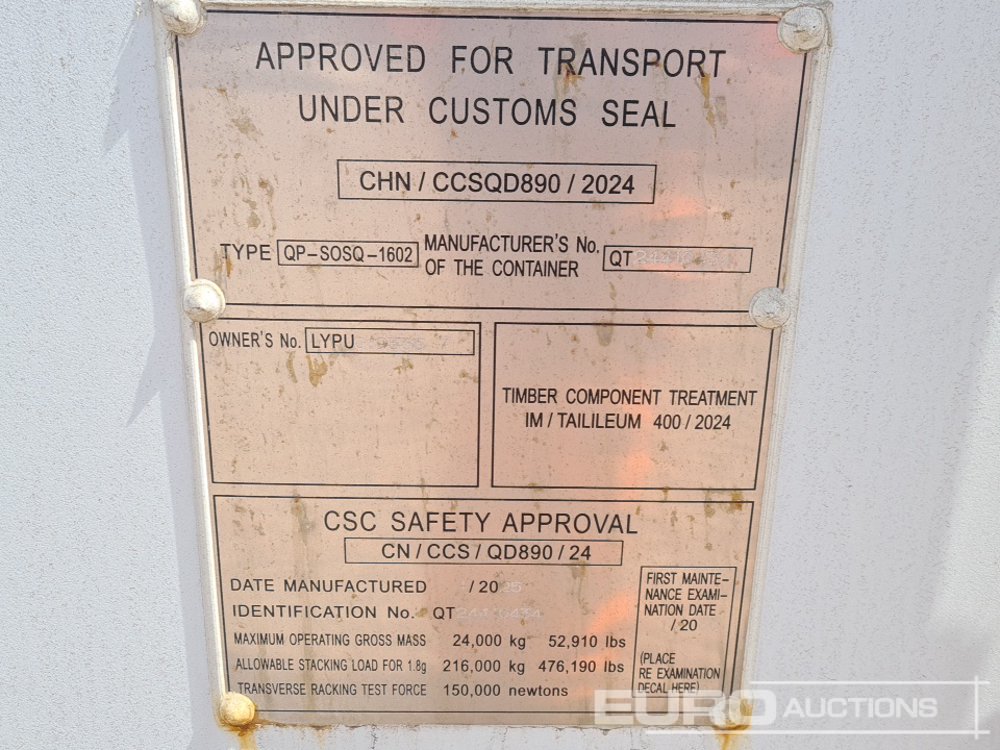 APPROVED FOR TRANSPORT
UNDER CUSTOMS SEAL
CHN / CCSQD890 / 2024
TYPE QP-SOSQ-1602
MANUFACTURER'S No.
OF THE CONTAINER
QT
OWNER'S No. LYPU
TIMBER COMPONENT TREATMENT
IM / TAILILEUM 400 / 2024
CSC SAFETY APPROVAL
CN / CCS / QD890 / 24
DATE MANUFACTURED / 2025
IDENTIFICATION No. QT
MAXIMUM OPERATING GROSS MASS 24,000 kg 52,910 lbs
ALLOWABLE STACKING LOAD FOR 1.8g 216,000 kg 476,190 lbs
TRANSVERSE RACKING TEST FORCE 150,000 newtons
FIRST MAINTE-
NANCE EXAMI-
NATION DATE
/ 20
(PLACE
RE EXAMINATION
DECAL HERE)
EURO AUCTIONS